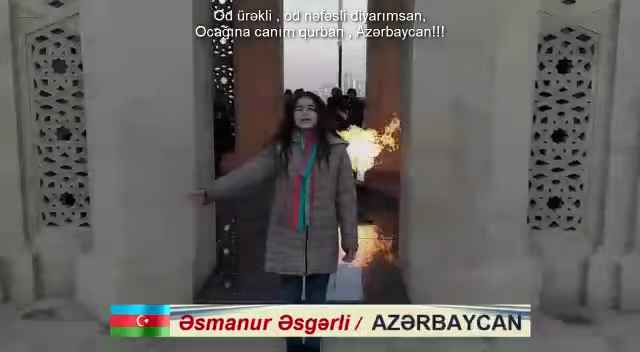 Od ürəkli , od nəfəsli diyarımsan,
Ocağına canım qurban , Azərbaycan!!!
Əsmanur Əsgərli / AZƏRBAYCAN